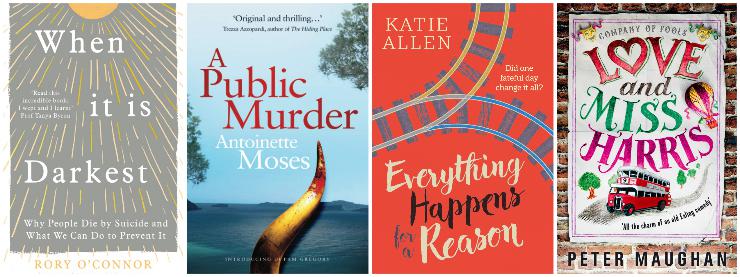 When
it is
Darkest
'Read this
incredible book.
I wept and I learnt'
Prof Tanya Byron
Why People Die by Suicide and
What We Can Do to Prevent It
RORY O'CONNOR
'Original and thrilling...'
Trezza Azzopardi, author of The Hiding Place
A
Public
Murder
Antoinette
Moses
INTRODUCING DI PAM GREGORY
KATIE
ALLEN
Did one
fateful day
change it all?
Everything
Happens
for a
Reason
COMPANY OF FOOLS
LOVE
and
MISS
HARRIS
'All the charm of an old Ealing comedy'
PETER MAUGHAN